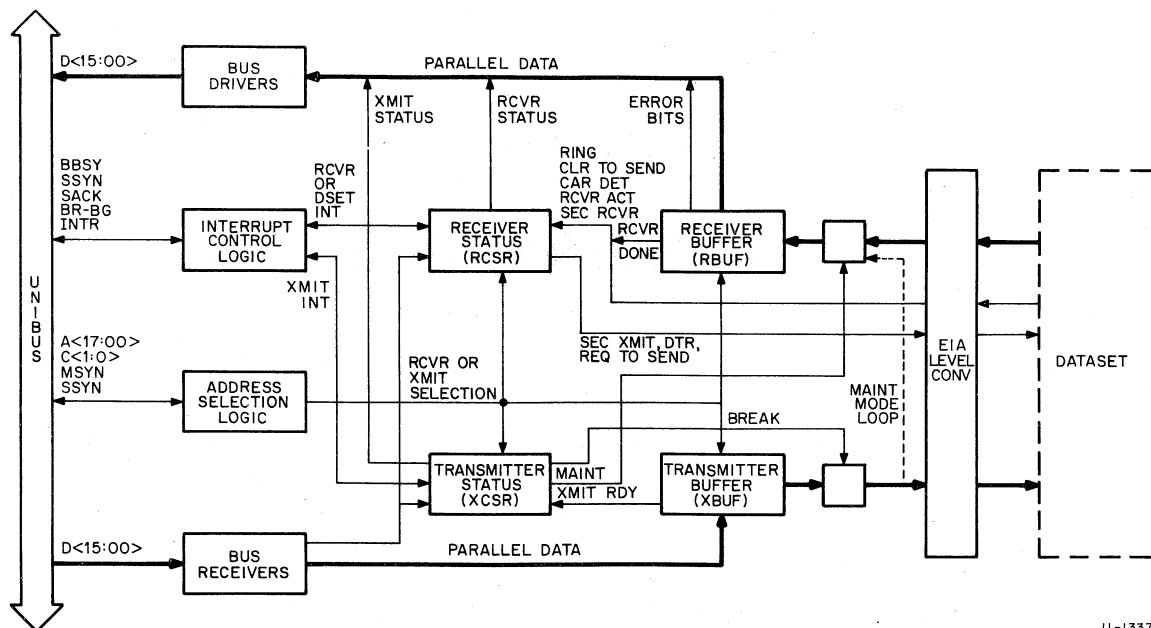 D<15:00>
BUS
DRIVERS
PARALLEL DATA
XMIT
STATUS
RCVR
STATUS
ERROR
BITS
BBSY
SSYN
SACK
BR-BG
INTR
INTERRUPT
CONTROL
LOGIC
RCVR
OR
DSET
INT
XMIT
INT
RECEIVER
STATUS
(RCSR)
RING
CLR TO SEND
CAR DET
RCVR ACT
SEC RCVR
RCVR
DONE
RECEIVER
BUFFER
(RBUF)
UNIBUS
A<17:00>
C<1:0>
MSYN
SSYN
ADDRESS
SELECTION
LOGIC
RCVR OR
XMIT
SELECTION
SEC XMIT, DTR,
REQ TO SEND
MAINT
MODE
LOOP
EIA
LEVEL
CONV
DATASET
BREAK
TRANSMITTER
STATUS
(XCSR)
MAINT
XMIT RDY
TRANSMITTER
BUFFER
(XBUF)
D<15:00>
BUS
RECEIVERS
PARALLEL DATA
11-1337